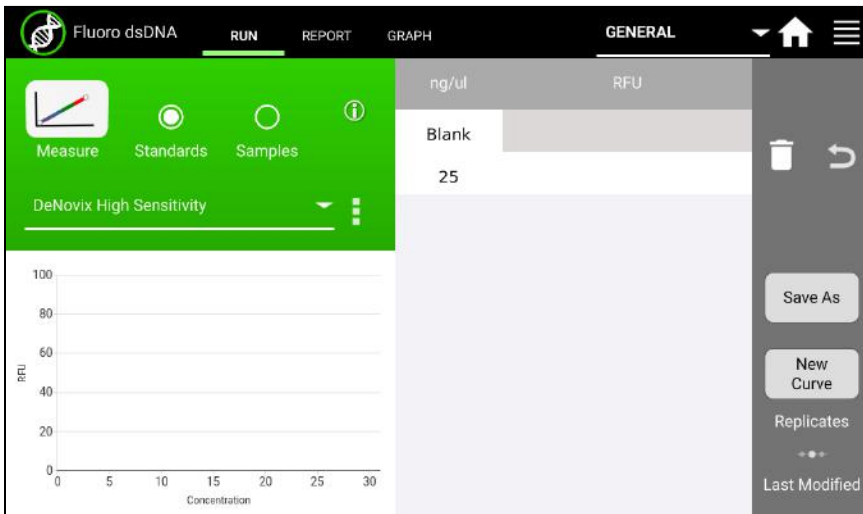 Fluoro dsDNA RUN REPORT GRAPH GENERAL
Measure Standards Samples
DeNovix High Sensitivity
100
80
60
40
20
0
RFU
0 5 10 15 20 25 30
Concentration
ng/ul RFU
Blank
25
Save As
New
Curve
Replicates
Last Modified